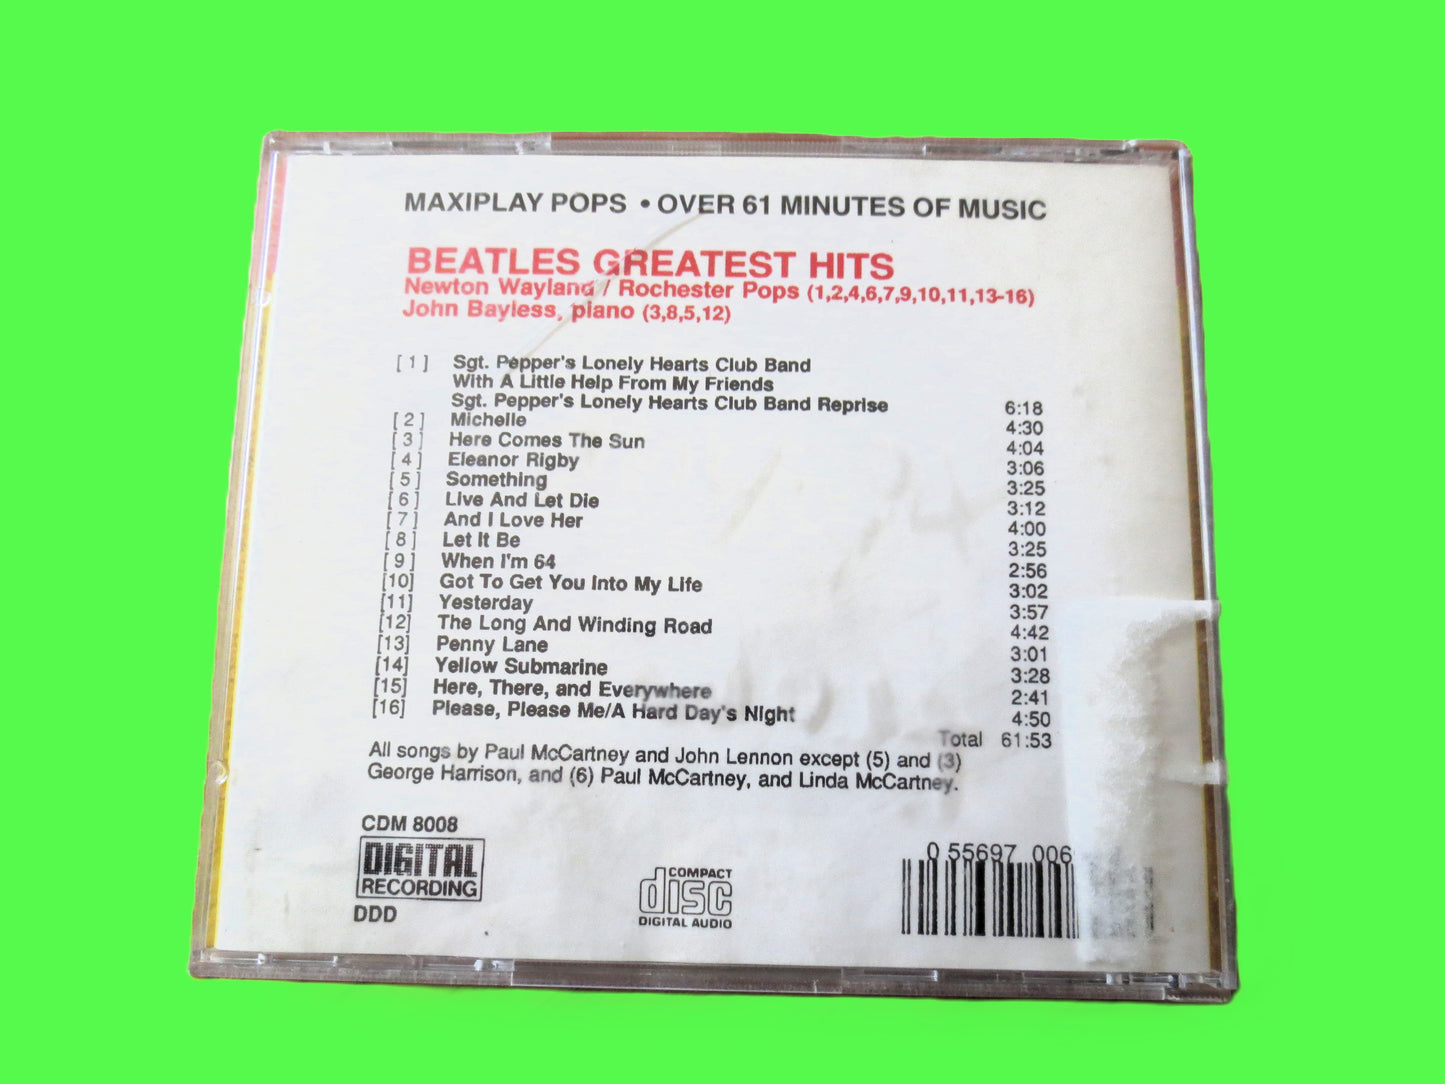 MAXIPLAY POPS • OVER 61 MINUTES OF MUSIC
BEATLES GREATEST HITS
Newton Wayland / Rochester Pops (1,2,4,6,7,9,10,11,13-16)
John Bayless, piano (3,8,5,12)
[1] Sgt. Pepper's Lonely Hearts Club Band
With A Little Help From My Friends
Sgt. Pepper's Lonely Hearts Club Band Reprise 6:18
[2] Michelle 4:30
[3] Here Comes The Sun 4:04
[4] Eleanor Rigby 3:06
[5] Something 3:25
[6] Live And Let Die 3:12
[7] And I Love Her 4:00
[8] Let It Be 3:25
[9] When I'm 64 2:56
[10] Got To Get You Into My Life 3:02
[11] Yesterday 3:57
[12] The Long And Winding Road 4:42
[13] Penny Lane 3:01
[14] Yellow Submarine 3:28
[15] Here, There, and Everywhere 2:41
[16] Please, Please Me/A Hard Day's Night 4:50
Total 61:53
All songs by Paul McCartney and John Lennon except (5) and (3)
George Harrison, and (6) Paul McCartney, and Linda McCartney.
CDM 8008
DIGITAL
RECORDING
DDD
COMPACT
disc
DIGITAL AUDIO
0 55697 006